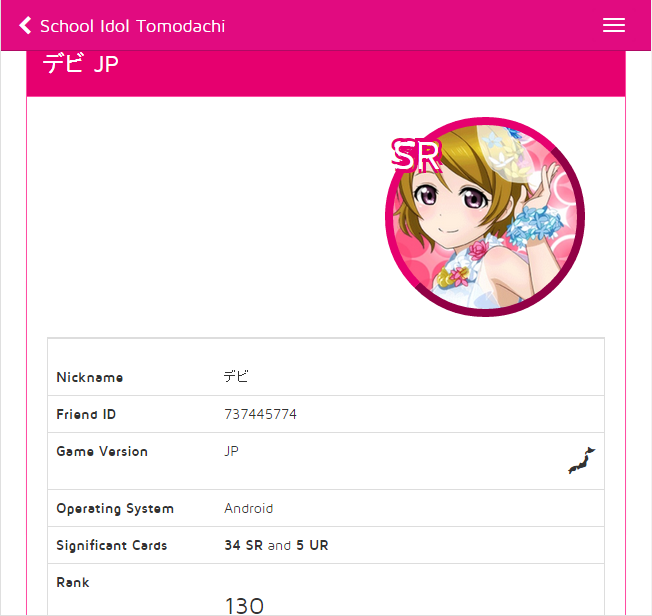 School Idol Tomodachi
デビ JP
SR
Nickname デビ
Friend ID 737445774
Game Version JP
Operating System Android
Significant Cards 34 SR and 5 UR
Rank
130